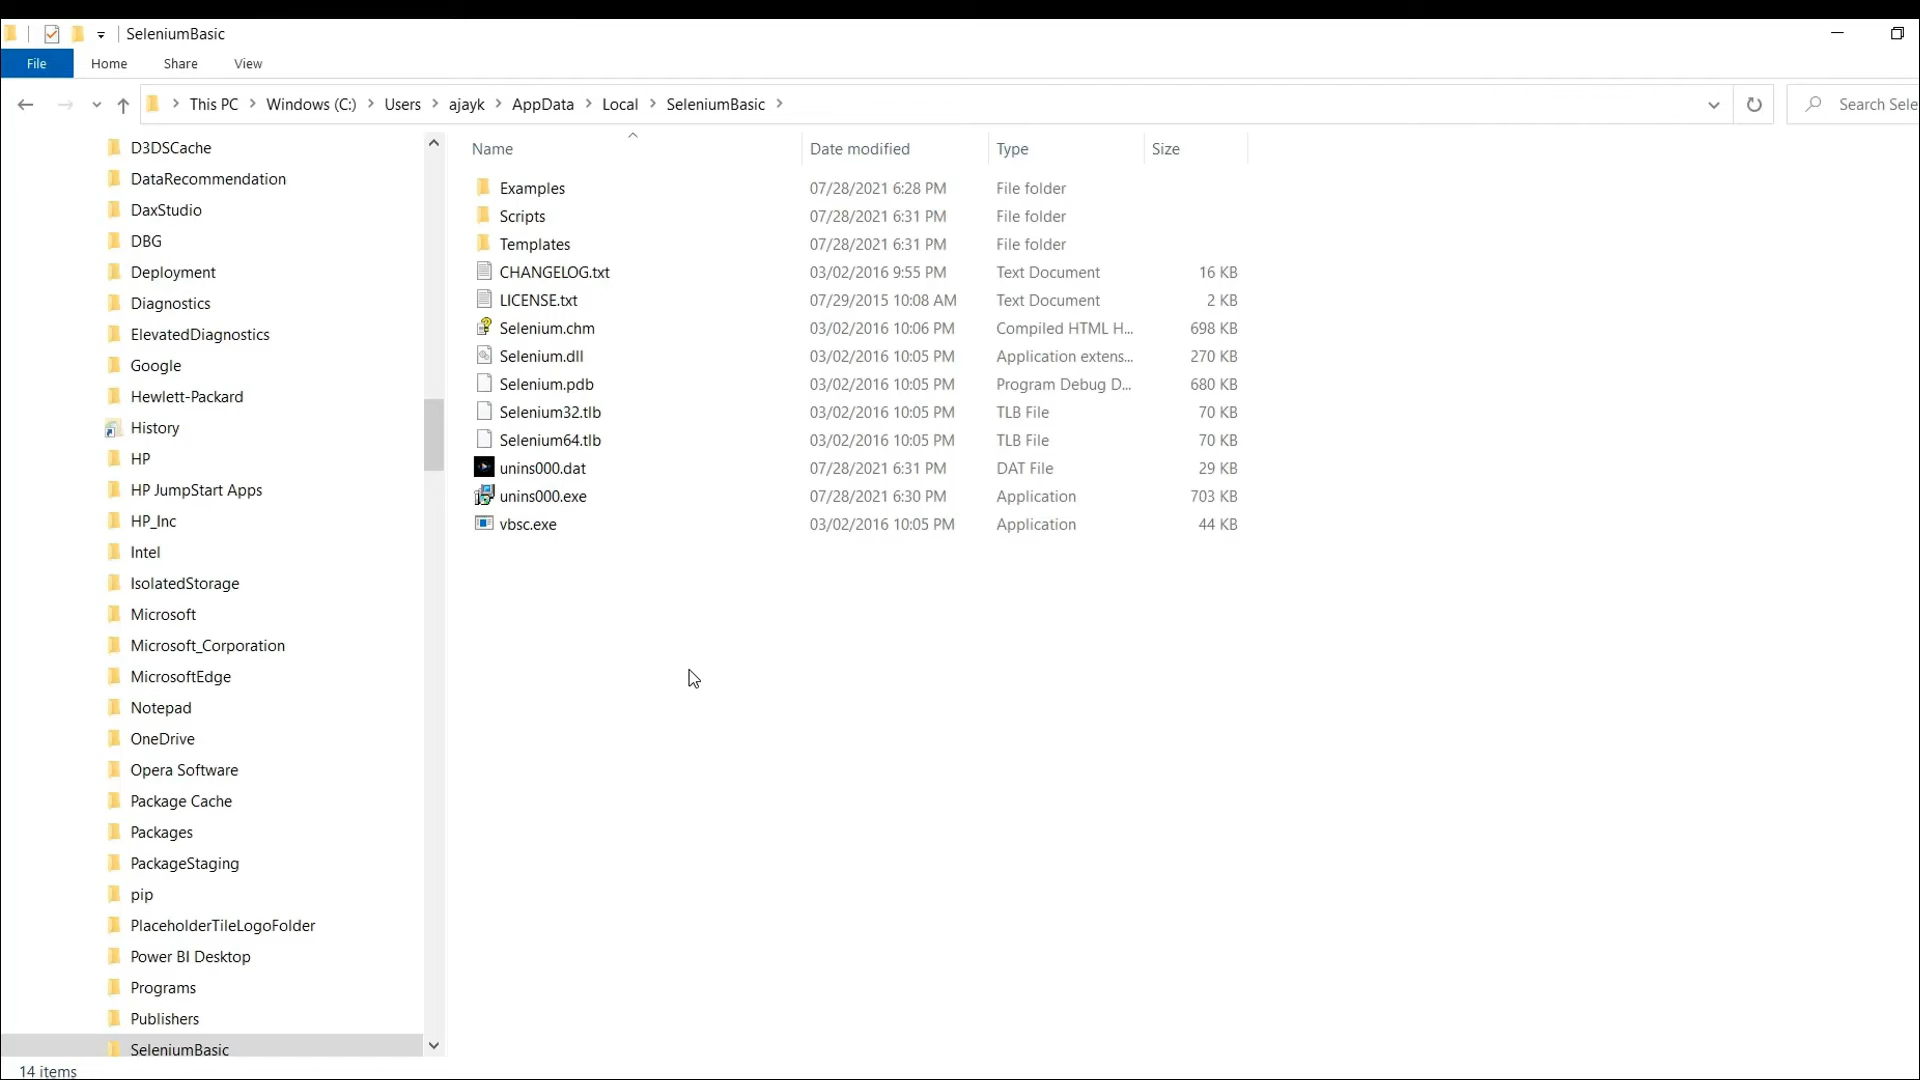 SeleniumBasic
File Home Share View
This PC Windows (C:) Users ajayk AppData Local SeleniumBasic Search Sele
D3DSCache
DataRecommendation
DaxStudio
DBG
Deployment
Diagnostics
ElevatedDiagnostics
Google
Hewlett-Packard
History
HP
HP JumpStart Apps
HP_Inc
Intel
IsolatedStorage
Microsoft
Microsoft_Corporation
MicrosoftEdge
Notepad
OneDrive
Opera Software
Package Cache
Packages
PackageStaging
pip
PlaceholderTileLogoFolder
Power BI Desktop
Programs
Publishers
SeleniumBasic
Name Date modified Type Size
Examples 07/28/2021 6:28 PM File folder
Scripts 07/28/2021 6:31 PM File folder
Templates 07/28/2021 6:31 PM File folder
CHANGELOG.txt 03/02/2016 9:55 PM Text Document 16 KB
LICENSE.txt 07/29/2015 10:08 AM Text Document 2 KB
Selenium.chm 03/02/2016 10:06 PM Compiled HTML H... 698 KB
Selenium.dll 03/02/2016 10:05 PM Application extens... 270 KB
Selenium.pdb 03/02/2016 10:05 PM Program Debug D... 680 KB
Selenium32.tlb 03/02/2016 10:05 PM TLB File 70 KB
Selenium64.tlb 03/02/2016 10:05 PM TLB File 70 KB
unins000.dat 07/28/2021 6:31 PM DAT File 29 KB
unins000.exe 07/28/2021 6:30 PM Application 703 KB
vbsc.exe 03/02/2016 10:05 PM Application 44 KB
14 items